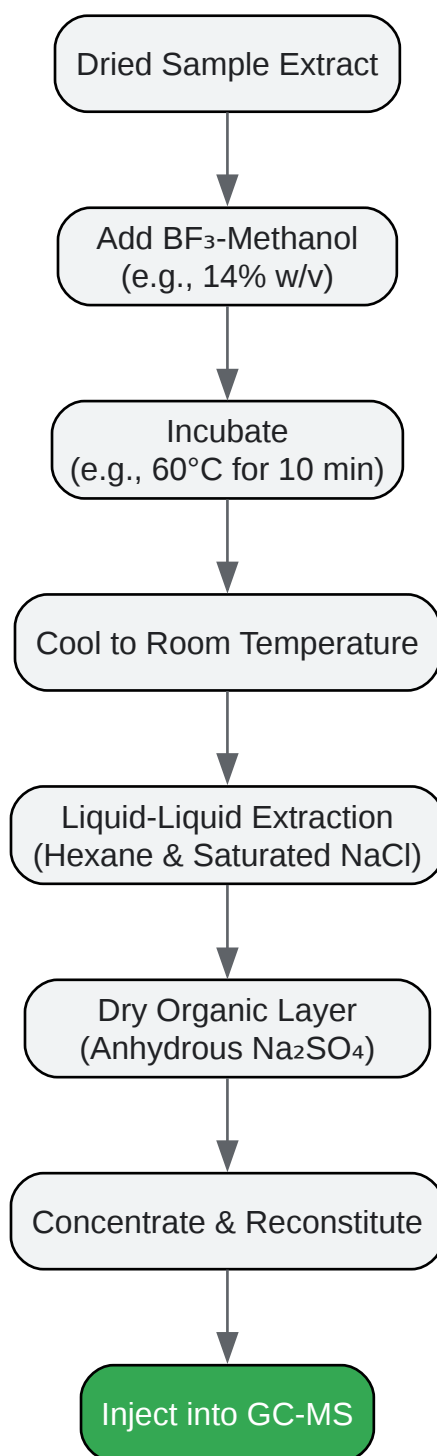 Dried Sample Extract
Add BF₃-Methanol
(e.g., 14% w/v)
Incubate
(e.g., 60°C for 10 min)
Cool to Room Temperature
Liquid-Liquid Extraction
(Hexane & Saturated NaCl)
Dry Organic Layer
(Anhydrous Na₂SO₄)
Concentrate & Reconstitute
Inject into GC-MS